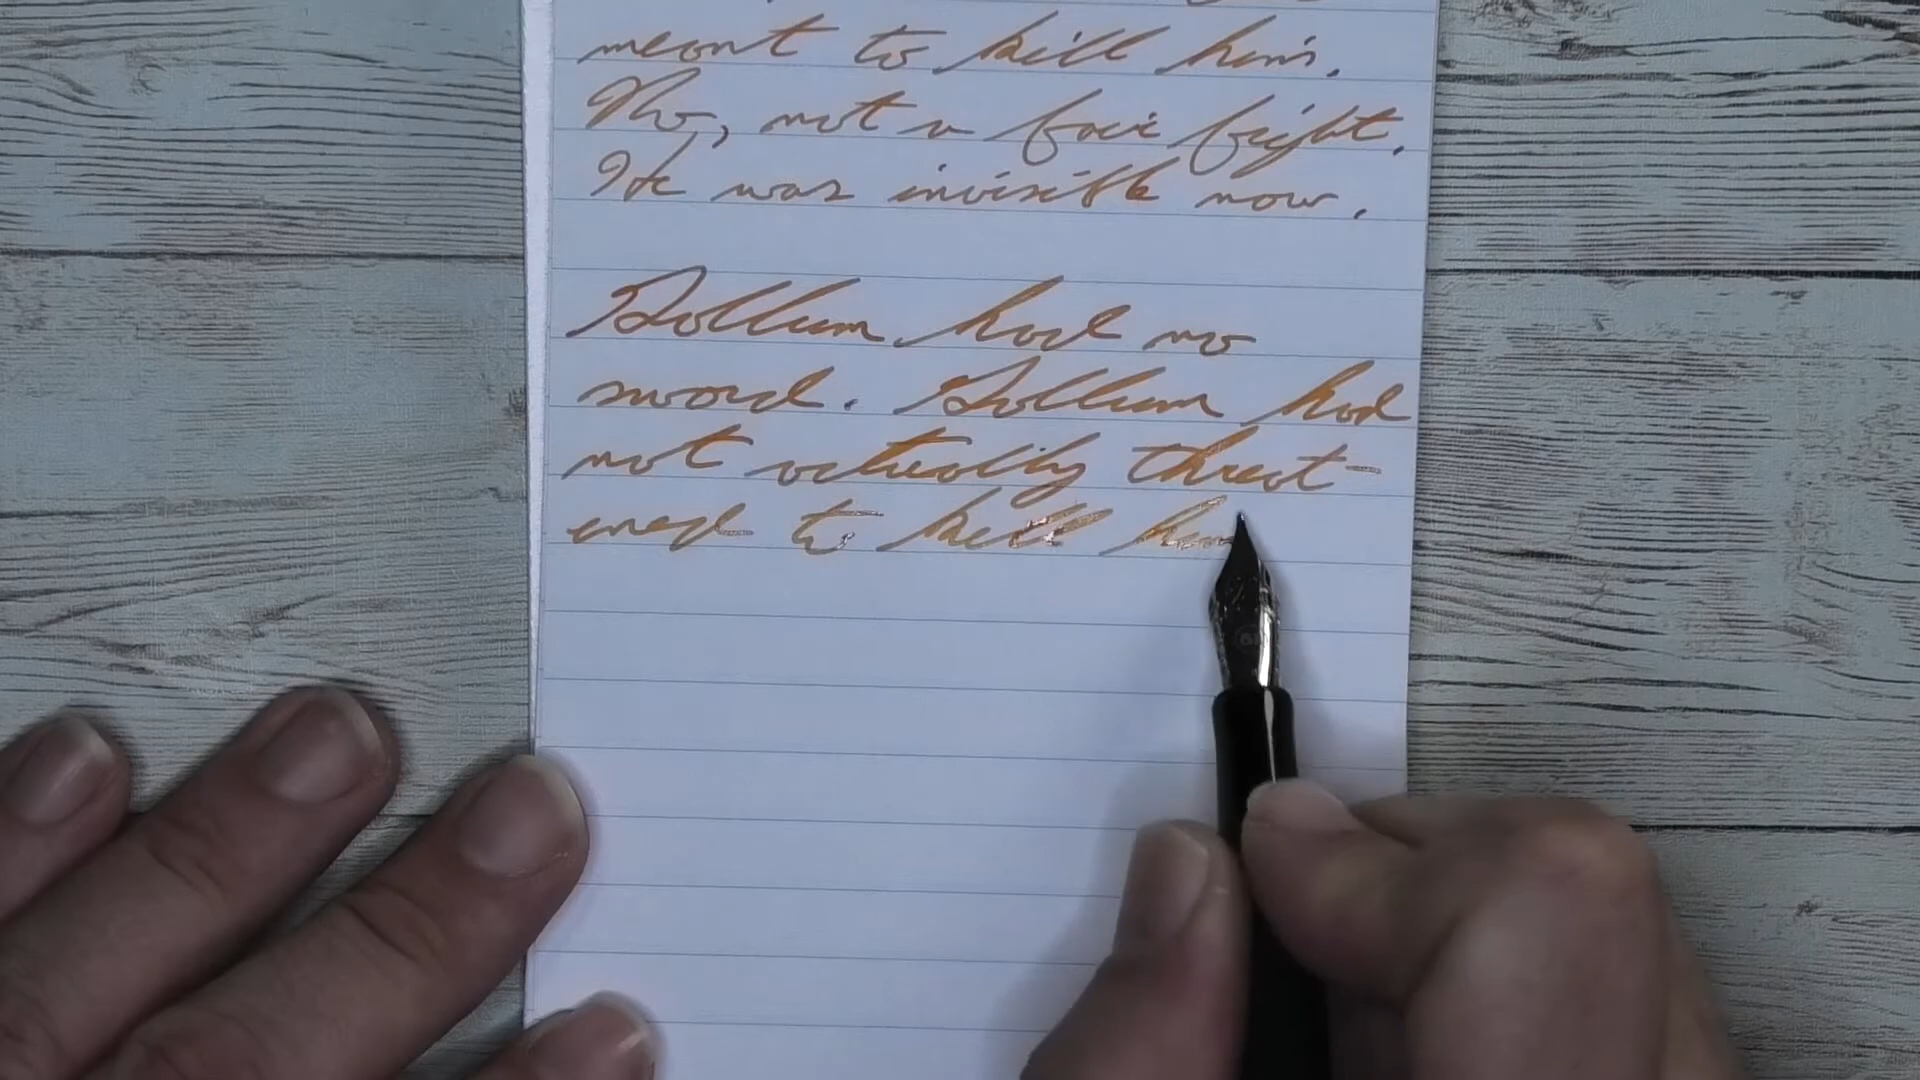 meant to kill him.
No, not a fair fight.
He was invisible now.
Gollum had no
sword. Gollum had
not actually threat-
ened to kill him